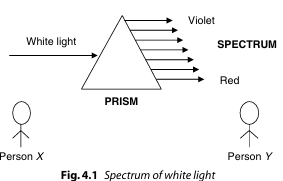 Violet
White light
SPECTRUM
Red
PRISM
Person X
Person Y
Fig. 4.1 Spectrum of white light